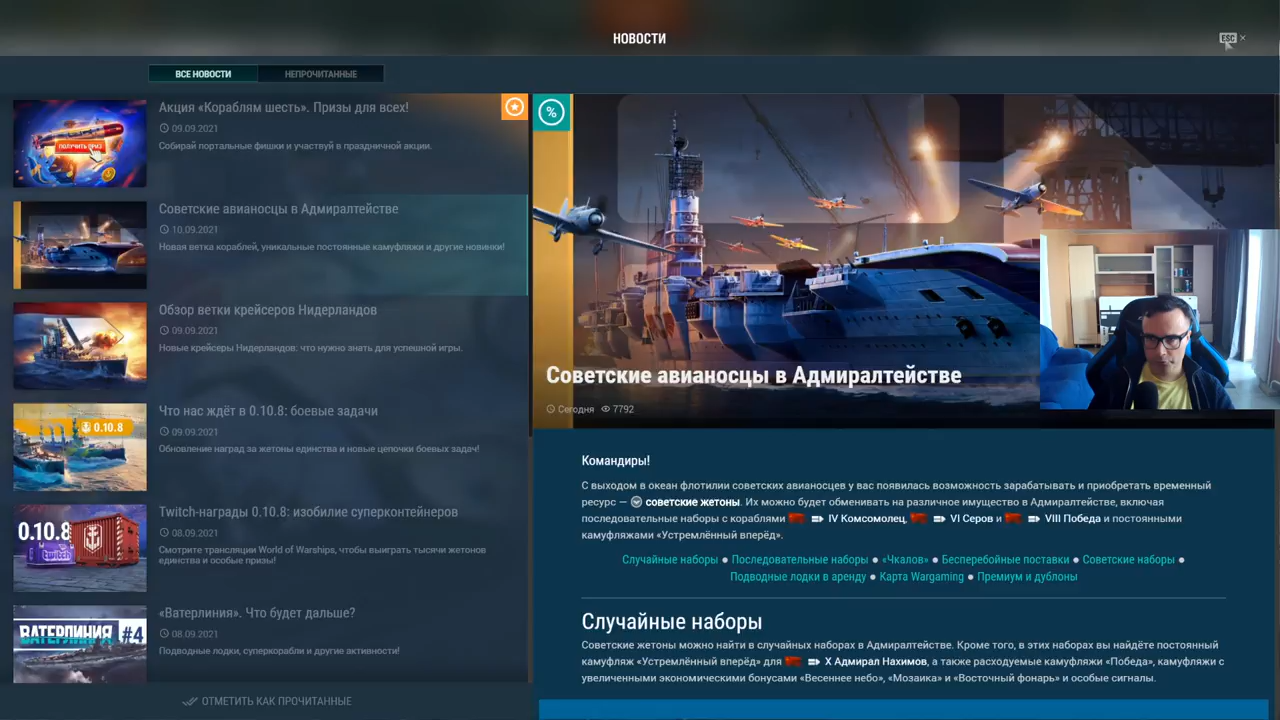 НОВОСТИ
ESC ×
ВСЕ НОВОСТИ
НЕПРОЧИТАННЫЕ
Акция «Кораблям шесть». Призы для всех!
09.09.2021
Собирай портальные фишки и участвуй в праздничной акции.
ПОЛУЧИТЬ ПРИЗ
Советские авианосцы в Адмиралтействе
10.09.2021
Новая ветка кораблей, уникальные постоянные камуфляжи и другие новинки!
Обзор ветки крейсеров Нидерландов
09.09.2021
Новые крейсеры Нидерландов: что нужно знать для успешной игры.
Что нас ждёт в 0.10.8: боевые задачи
09.09.2021
Обновление наград за жетоны единства и новые цепочки боевых задач!
0.10.8
Twitch-награды 0.10.8: изобилие суперконтейнеров
08.09.2021
Смотрите трансляции World of Warships, чтобы выиграть тысячи жетонов
единства и особые призы!
0.10.8
twitch
«Ватерлиния». Что будет дальше?
08.09.2021
Подводные лодки, суперкорабли и другие активности!
ВАТЕРЛИНИЯ #4
ОТМЕТИТЬ КАК ПРОЧИТАННЫЕ
%
Советские авианосцы в Адмиралтействе
Сегодня 7792
Командиры!
С выходом в океан флотилии советских авианосцев у вас появилась возможность зарабатывать и приобретать временный
ресурс — советские жетоны. Их можно будет обменивать на различное имущество в Адмиралтействе, включая
последовательные наборы с кораблями IV Комсомолец, VI Серов и VIII Победа и постоянными
камуфляжами «Устремлённый вперёд».
Случайные наборы ● Последовательные наборы ● «Чкалов» ● Бесперебойные поставки ● Советские наборы ●
Подводные лодки в аренду ● Карта Wargaming ● Премиум и дублоны
Случайные наборы
Советские жетоны можно найти в случайных наборах в Адмиралтействе. Кроме того, в этих наборах вы найдёте постоянный
камуфляж «Устремлённый вперёд» для X Адмирал Нахимов, а также расходуемые камуфляжи «Победа», камуфляжи с
увеличенными экономическими бонусами «Весеннее небо», «Мозаика» и «Восточный фонарь» и особые сигналы.